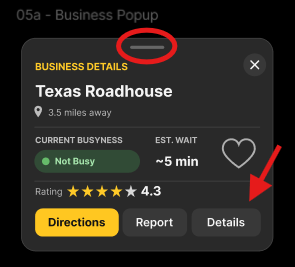 05a - Business Popup
BUSINESS DETAILS
Texas Roadhouse
3.5 miles away
CURRENT BUSYNESS EST. WAIT
Not Busy ~5 min
Rating 4.3
Directions Report Details